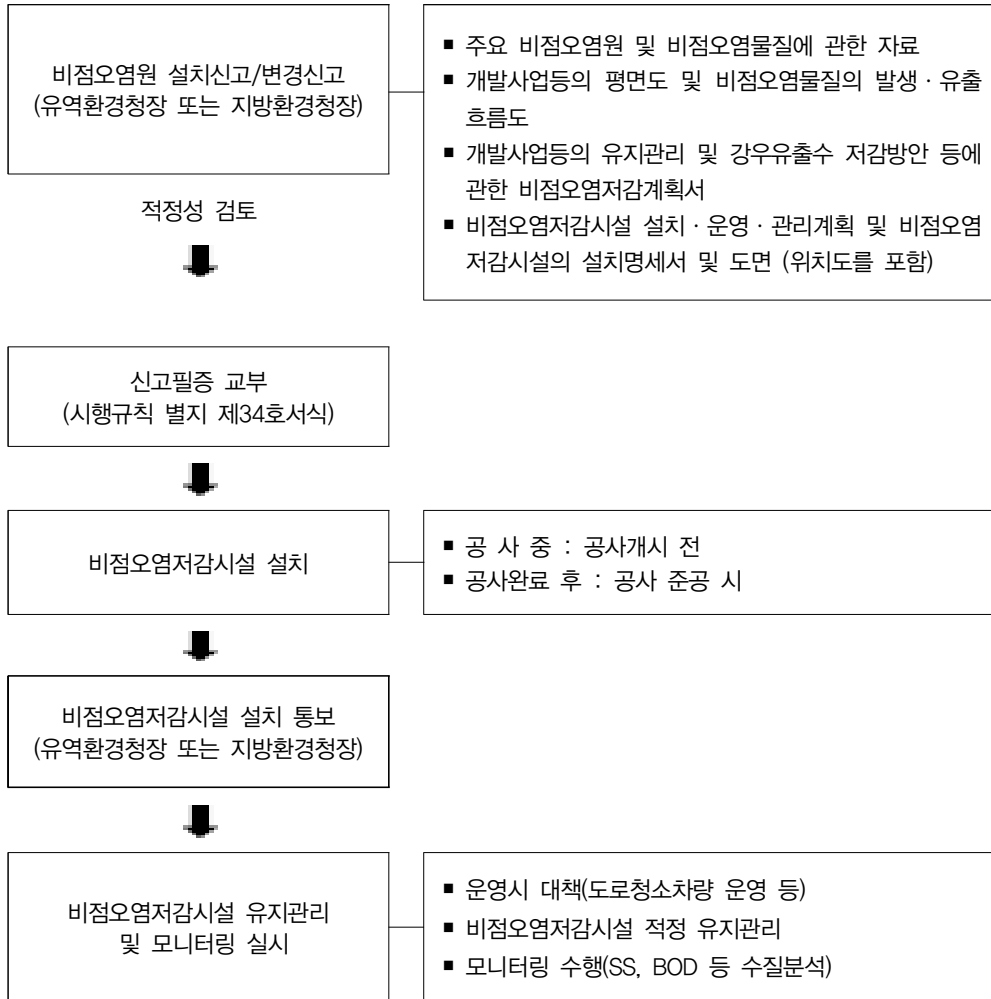 비점오염원 설치신고/변경신고
(유역환경청장 또는 지방환경청장)
■ 주요 비점오염원 및 비점오염물질에 관한 자료
■ 개발사업등의 평면도 및 비점오염물질의 발생·유출
흐름도
■ 개발사업등의 유지관리 및 강우유출수 저감방안 등에
관한 비점오염저감계획서
■ 비점오염저감시설 설치·운영·관리계획 및 비점오염
저감시설의 설치명세서 및 도면 (위치도를 포함)
적정성 검토
신고필증 교부
(시행규칙 별지 제34호서식)
비점오염저감시설 설치
■ 공 사 중 : 공사개시 전
■ 공사완료 후 : 공사 준공 시
비점오염저감시설 설치 통보
(유역환경청장 또는 지방환경청장)
비점오염저감시설 유지관리
및 모니터링 실시
■ 운영시 대책(도로청소차량 운영 등)
■ 비점오염저감시설 적정 유지관리
■ 모니터링 수행(SS, BOD 등 수질분석)